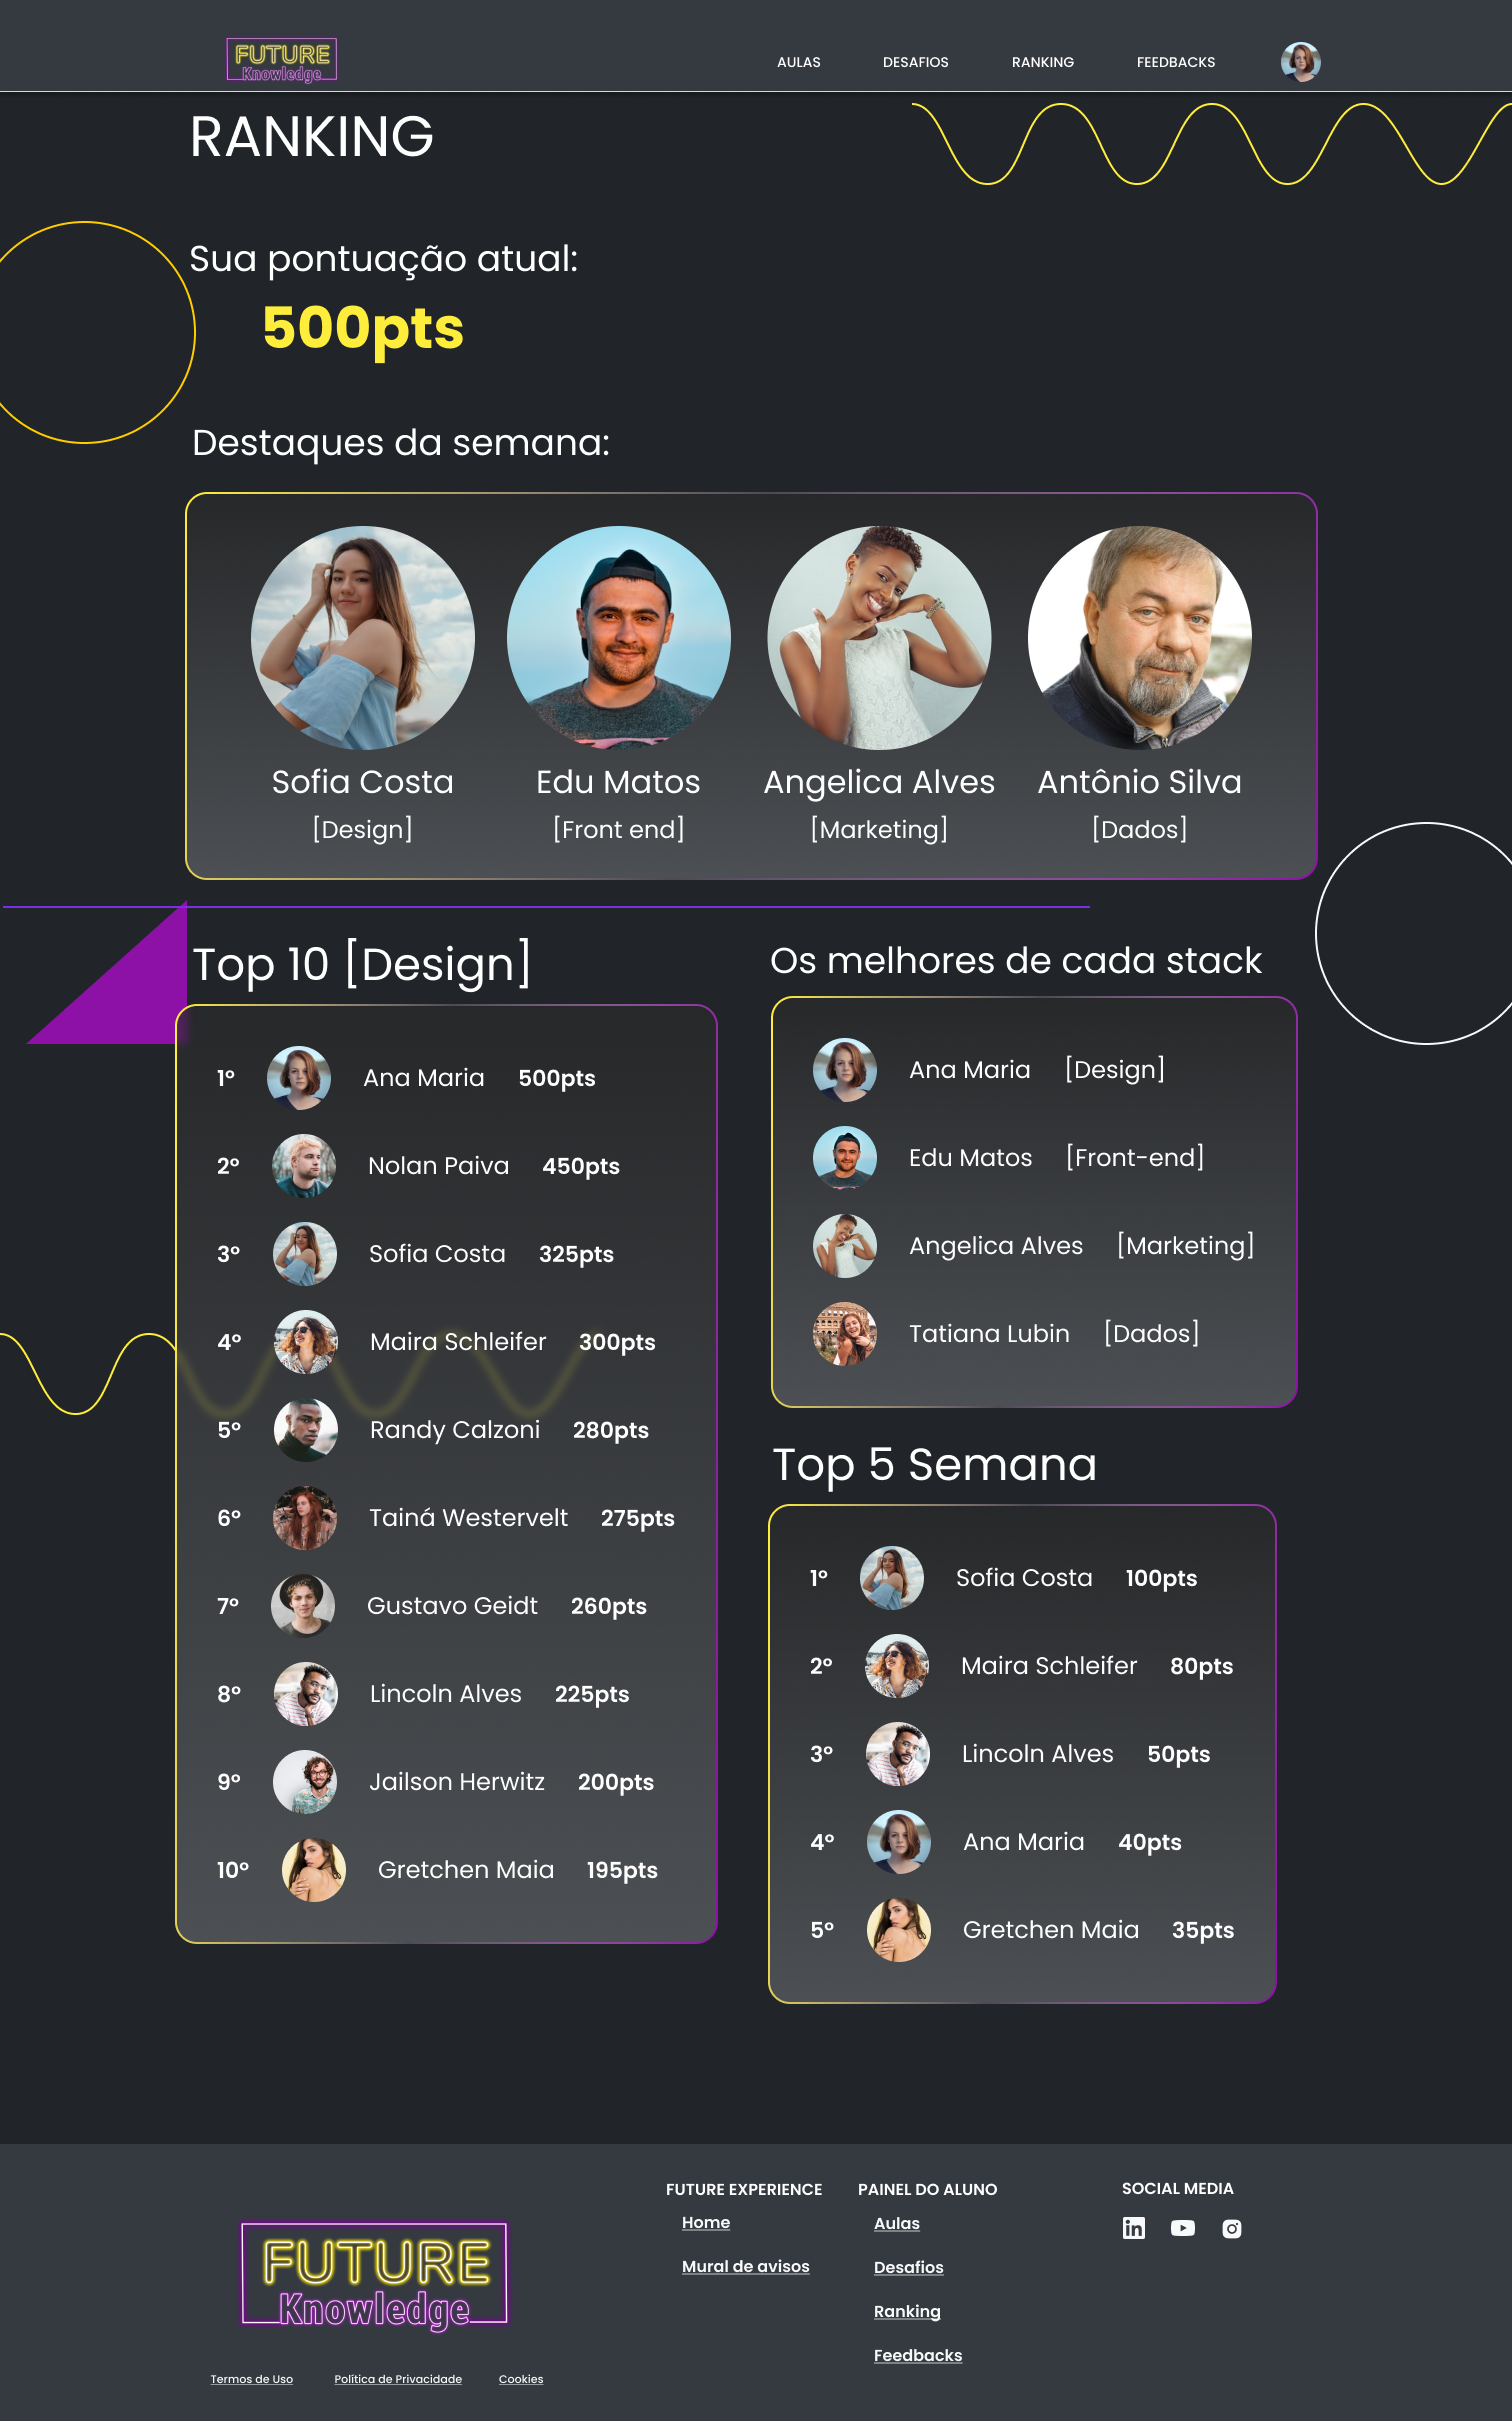 FUTURE
Knowledge
AULAS DESAFIOS RANKING FEEDBACKS
RANKING
Sua pontuação atual:
500pts
Destaques da semana:
Sofia Costa
[Design]
Edu Matos
[Front end]
Angelica Alves
[Marketing]
Antônio Silva
[Dados]
Top 10 [Design]
1º Ana Maria 500pts
2º Nolan Paiva 450pts
3º Sofia Costa 325pts
4º Maira Schleifer 300pts
5º Randy Calzoni 280pts
6º Tainá Westervelt 275pts
7º Gustavo Geidt 260pts
8º Lincoln Alves 225pts
9º Jailson Herwitz 200pts
10º Gretchen Maia 195pts
Os melhores de cada stack
Ana Maria [Design]
Edu Matos [Front-end]
Angelica Alves [Marketing]
Tatiana Lubin [Dados]
Top 5 Semana
1º Sofia Costa 100pts
2º Maira Schleifer 80pts
3º Lincoln Alves 50pts
4º Ana Maria 40pts
5º Gretchen Maia 35pts
FUTURE
Knowledge
Termos de Uso Política de Privacidade Cookies
FUTURE EXPERIENCE
Home
Mural de avisos
PAINEL DO ALUNO
Aulas
Desafios
Ranking
Feedbacks
SOCIAL MEDIA